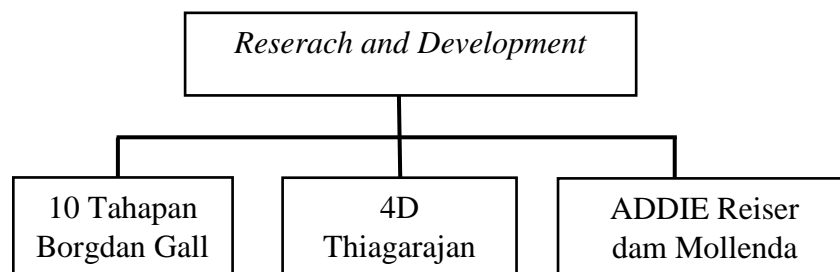 Reserach and Development
10 Tahapan
Borgdan Gall
4D
Thiagarajan
ADDIE Reiser
dam Mollenda